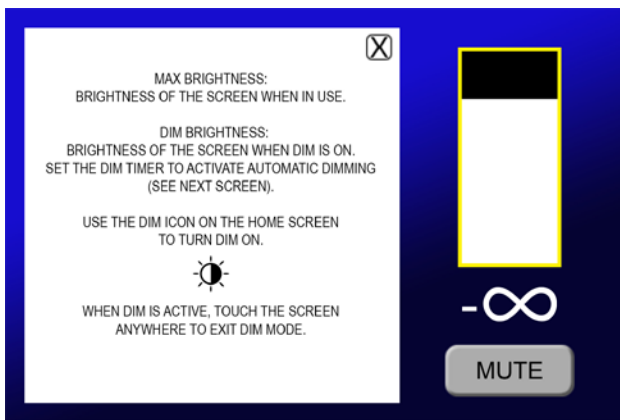 X
MAX BRIGHTNESS:
BRIGHTNESS OF THE SCREEN WHEN IN USE.
DIM BRIGHTNESS:
BRIGHTNESS OF THE SCREEN WHEN DIM IS ON.
SET THE DIM TIMER TO ACTIVATE AUTOMATIC DIMMING
(SEE NEXT SCREEN).
USE THE DIM ICON ON THE HOME SCREEN
TO TURN DIM ON.
WHEN DIM IS ACTIVE, TOUCH THE SCREEN
ANYWHERE TO EXIT DIM MODE.
-∞
MUTE